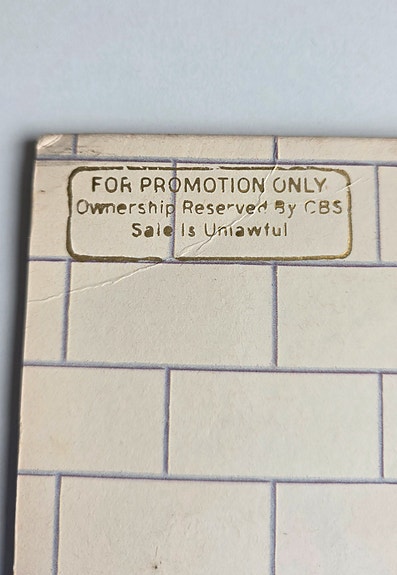 FOR PROMOTION ONLY
Ownership Reserved By CBS
Sale Is Unlawful